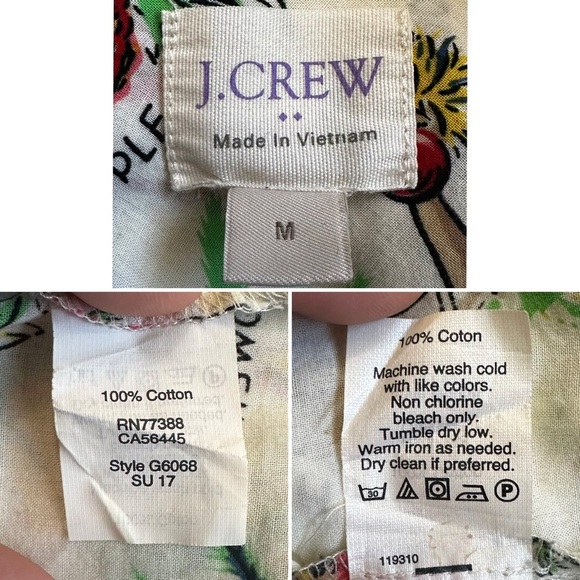 PLE
J.CREW
Made In Vietnam
M
100% Cotton
RN77388
CA56445
Style G6068
SU 17
100% Coton
Machine wash cold
with like colors.
Non chlorine
bleach only.
Tumble dry low.
Warm iron as needed.
Dry clean if preferred.
30
P
119310